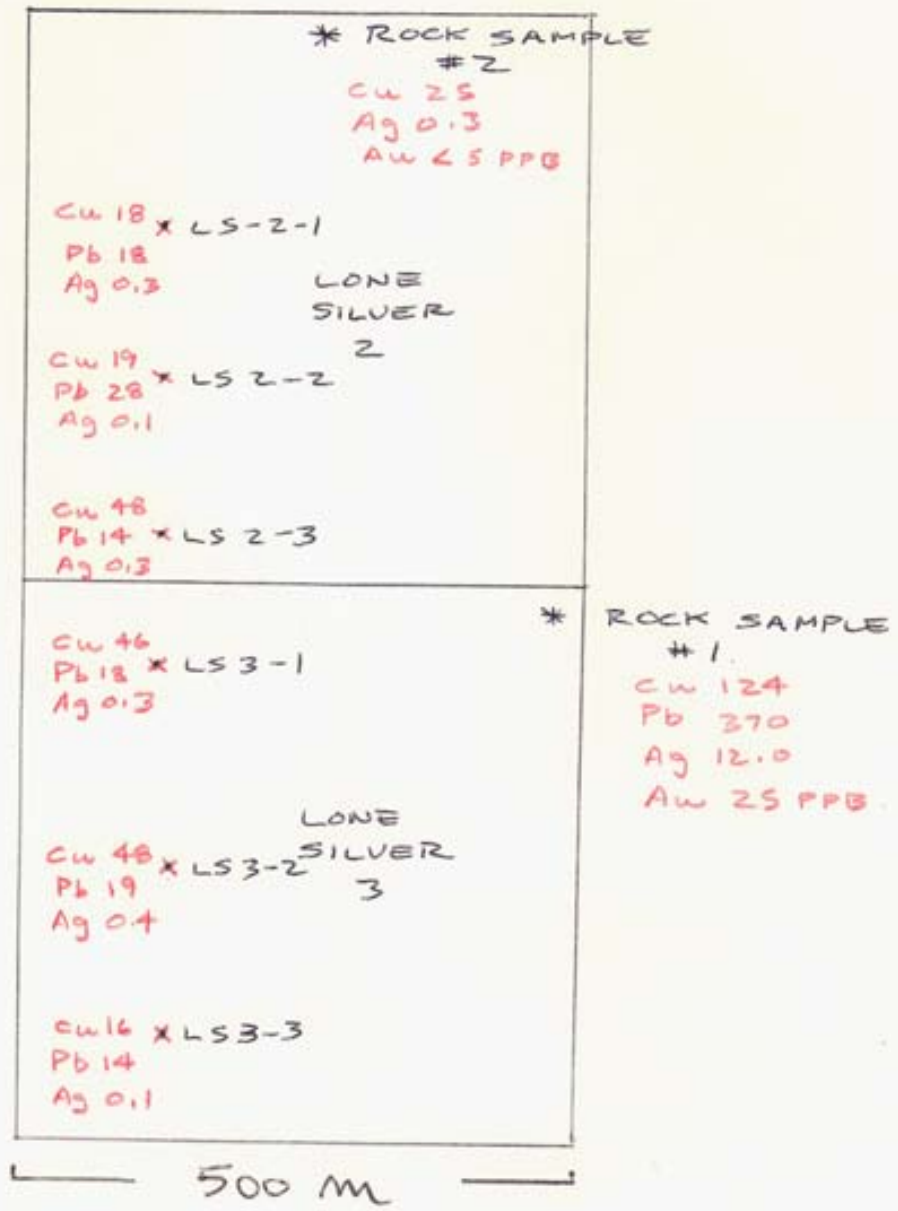 * ROCK SAMPLE
#2
Cu 25
Ag 0.3
Au < 5 PPB
Cu 18
x LS-2-1
Pb 18
Ag 0.3
LONE
SILVER
2
Cu 19
x LS 2-2
Pb 28
Ag 0.1
Cu 48
Pb 14 x LS 2-3
Ag 0.3
* ROCK SAMPLE
#1
Cu 124
Pb 370
Ag 12.0
Au 25 PPB
Cu 46
Pb 18 x LS 3-1
Ag 0.3
LONE
SILVER
3
Cu 48 x LS 3-2
Pb 19
Ag 0.4
Cu 16 x LS 3-3
Pb 14
Ag 0.1
500 m